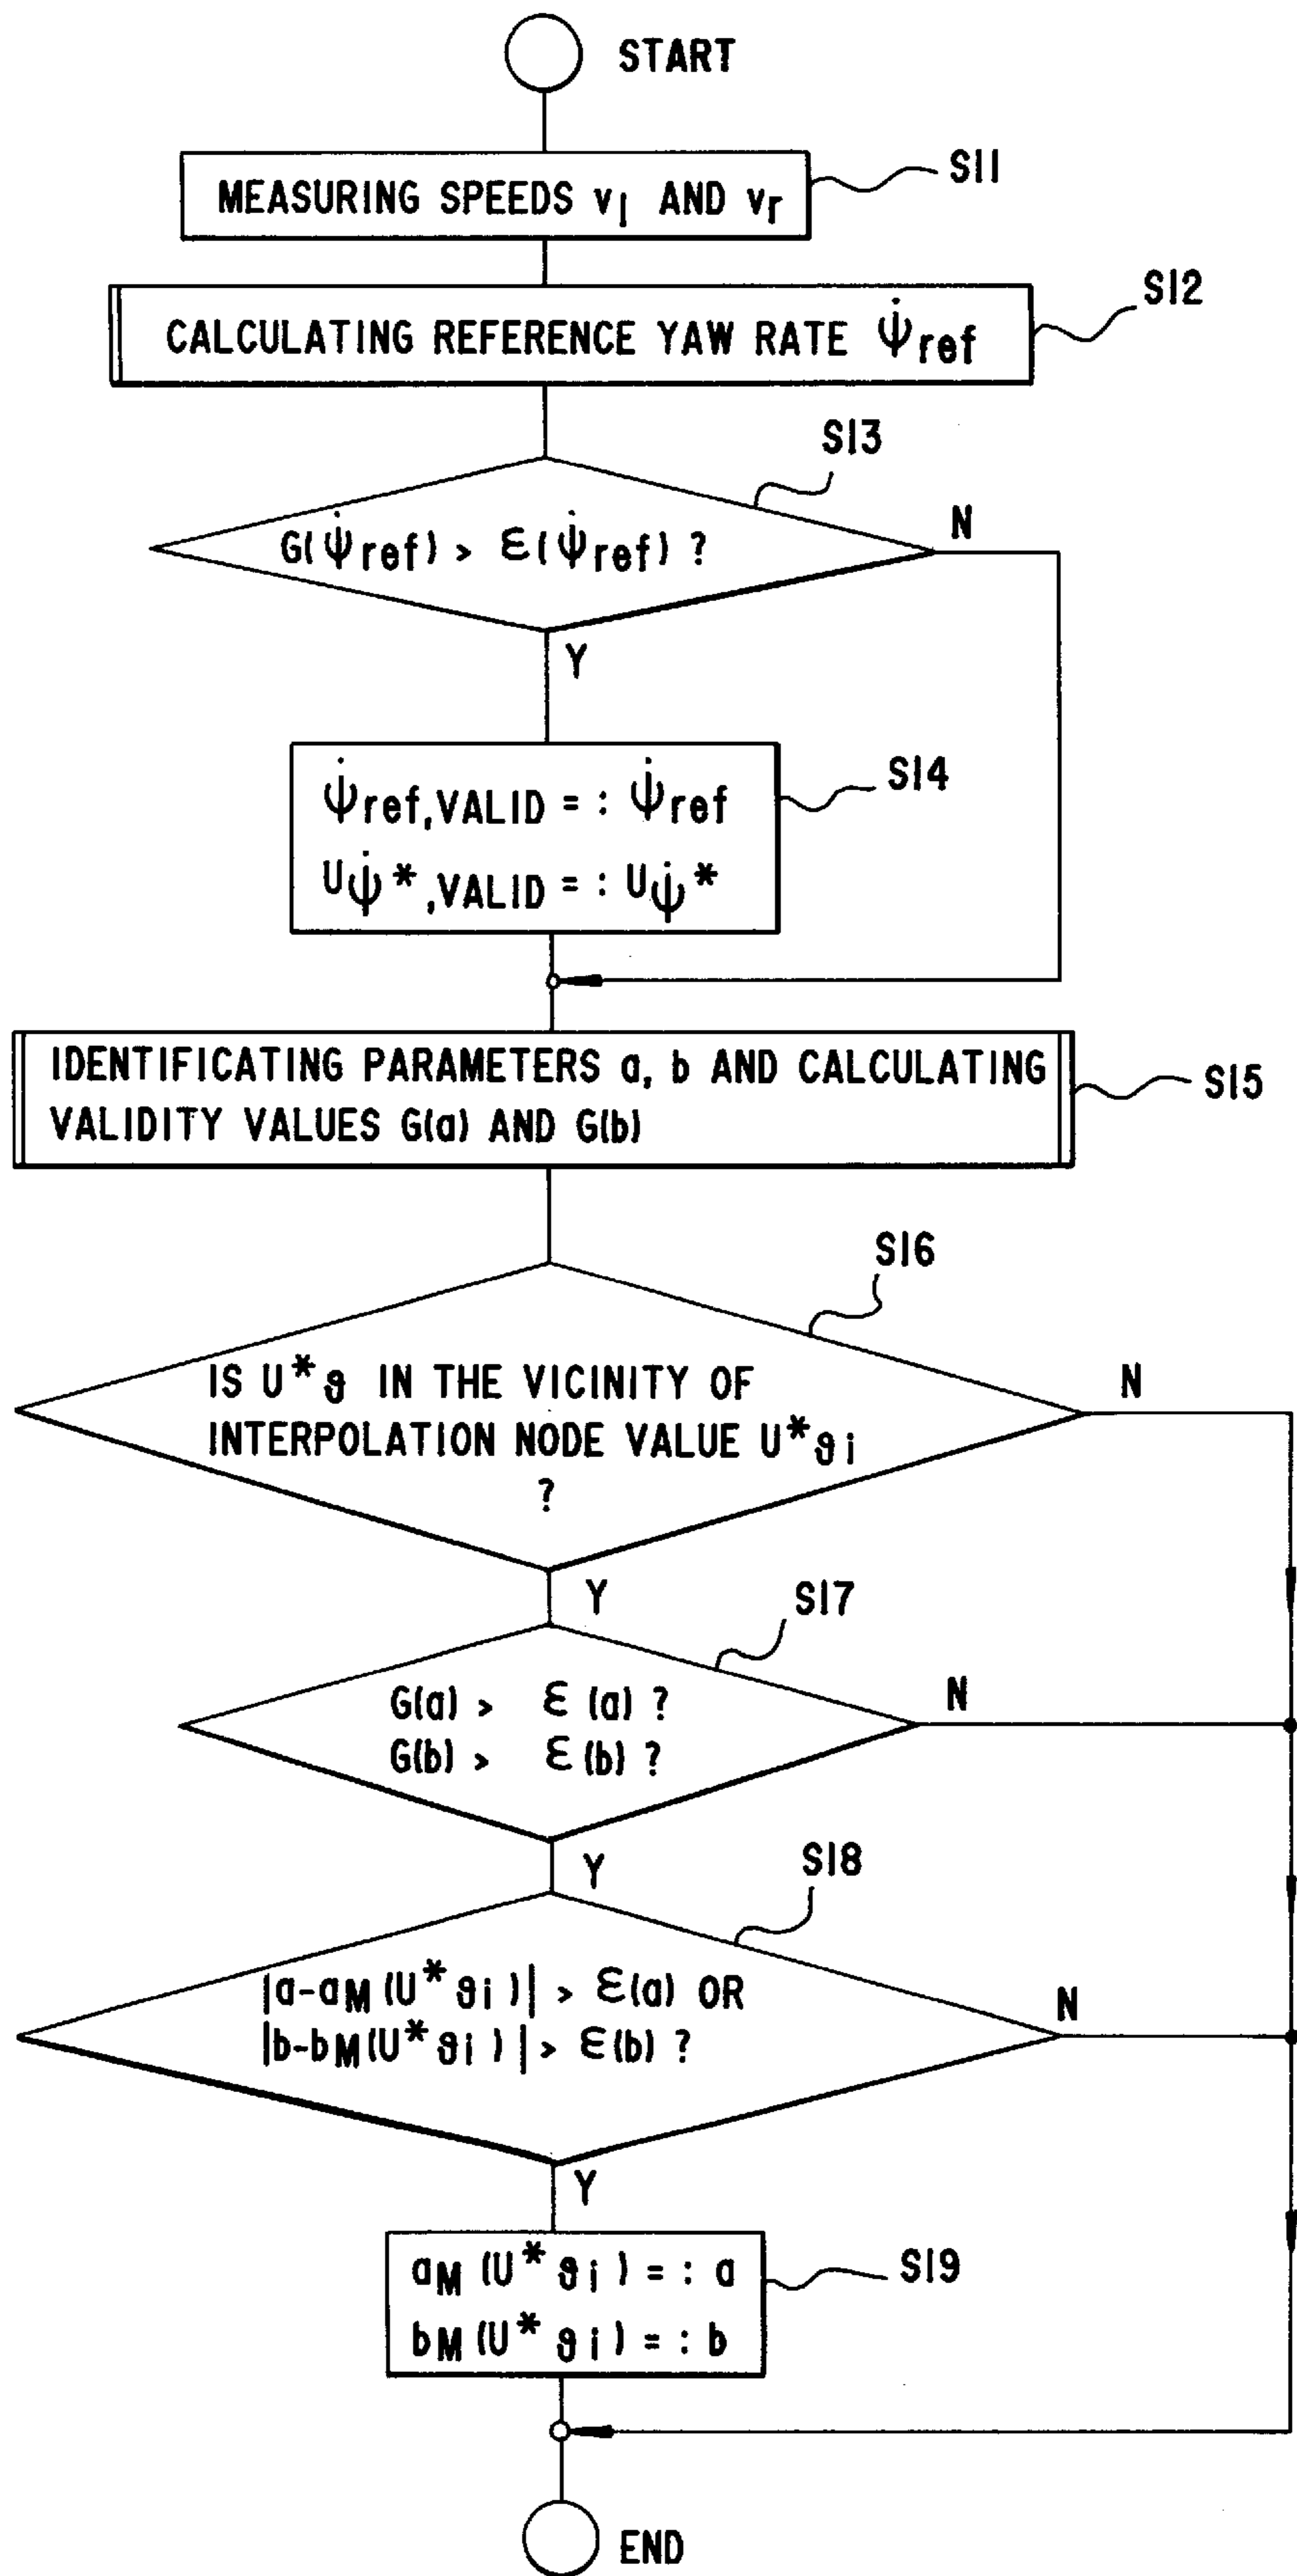 START
MEASURING SPEEDS vl AND vr
S11
CALCULATING REFERENCE YAW RATE ψ̇ref
S12
S13
G(ψ̇ref) > ε(ψ̇ref) ?
N
Y
ψ̇ref,VALID = : ψ̇ref
Uψ̇*,VALID = : Uψ̇*
S14
IDENTIFICATING PARAMETERS a, b AND CALCULATING
VALIDITY VALUES G(a) AND G(b)
S15
S16
IS U*ϑ IN THE VICINITY OF
INTERPOLATION NODE VALUE U*ϑi
?
N
Y
S17
G(a) > ε(a) ?
G(b) > ε(b) ?
N
Y
S18
|a-aM(U*ϑi)| > ε(a) OR
|b-bM(U*ϑi)| > ε(b) ?
N
Y
aM(U*ϑi) = : a
bM(U*ϑi) = : b
S19
END